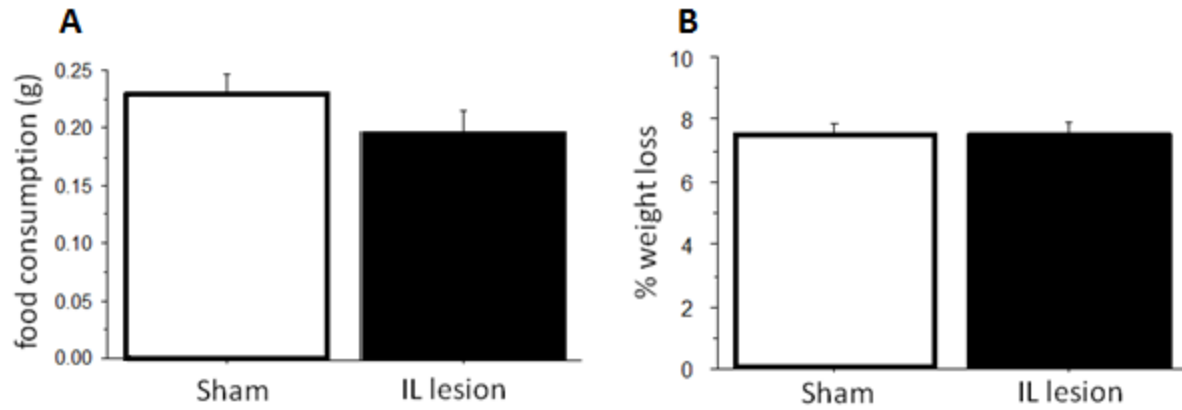 A
food consumption (g)
0.25
0.20
0.15
0.10
0.05
0.00
Sham
IL lesion
B
% weight loss
10
8
6
4
2
0
Sham
IL lesion